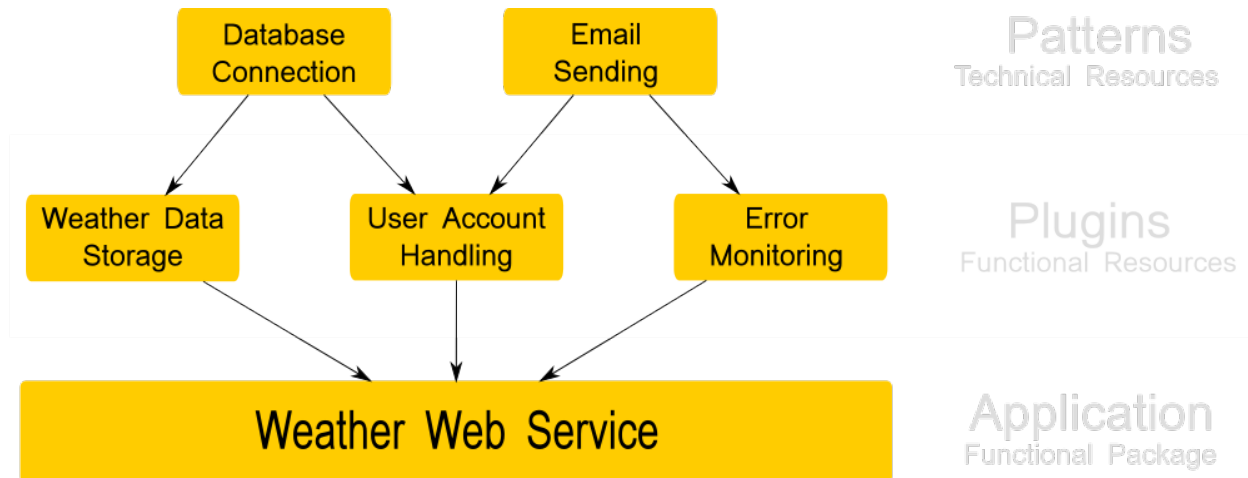 Database
Connection
Email
Sending
Patterns
Technical Resources
Weather Data
Storage
User Account
Handling
Error
Monitoring
Plugins
Functional Resources
Weather Web Service
Application
Functional Package